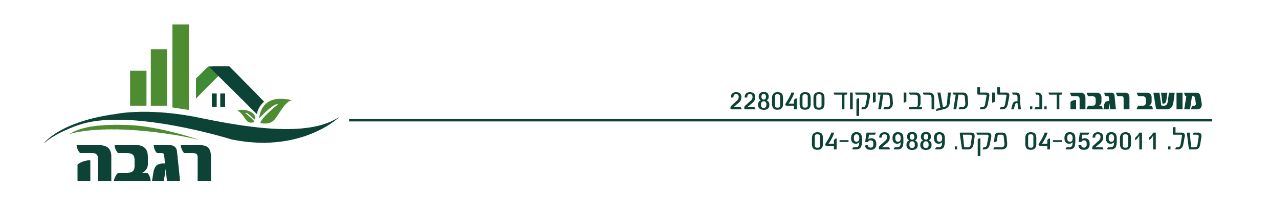 מושב רגבה ד.נ. גליל מערבי מיקוד 2280400
טל. 04-9529011 פקס. 04-9529889
רגבה